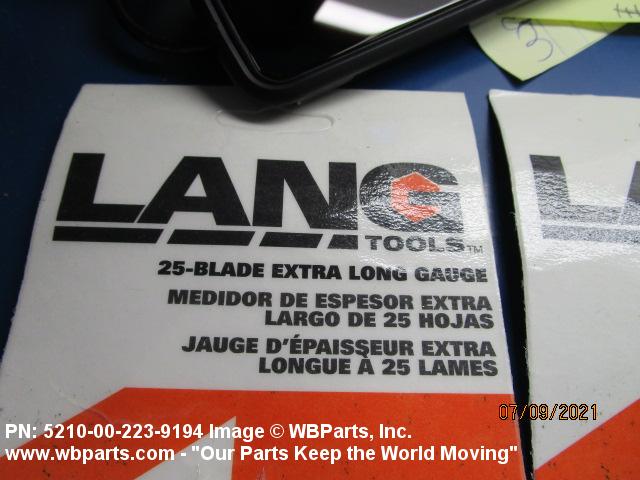 LANG
TOOLS™
25-BLADE EXTRA LONG GAUGE
MEDIDOR DE ESPESOR EXTRA
LARGO DE 25 HOJAS
JAUGE D'ÉPAISSEUR EXTRA
LONGUE À 25 LAMES
07/09/2021
PN: 5210-00-223-9194 Image © WBParts, Inc.
www.wbparts.com - "Our Parts Keep the World Moving"